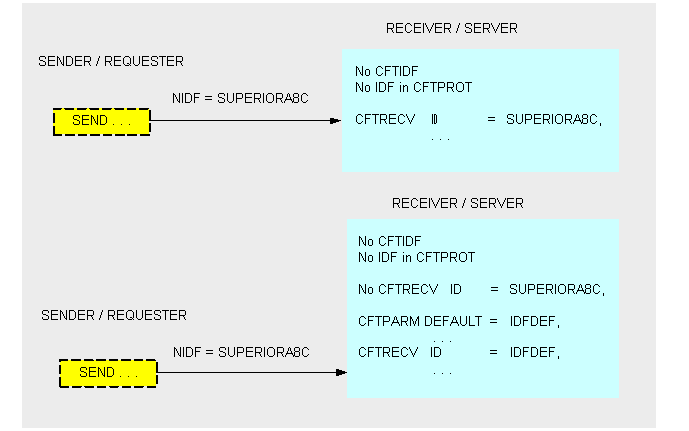 RECEIVER / SERVER
SENDER / REQUESTER
No CFTIDF
No IDF in CFTPROT
NIDF = SUPERIORA8C
SEND . . .
CFTRECV ID = SUPERIORA8C,
. . .
RECEIVER / SERVER
No CFTIDF
No IDF in CFTPROT
No CFTRECV ID = SUPERIORA8C,
SENDER / REQUESTER
CFTPARM DEFAULT = IDFDEF,
. . .
NIDF = SUPERIORA8C
CFTRECV ID = IDFDEF,
SEND . . .
. . .